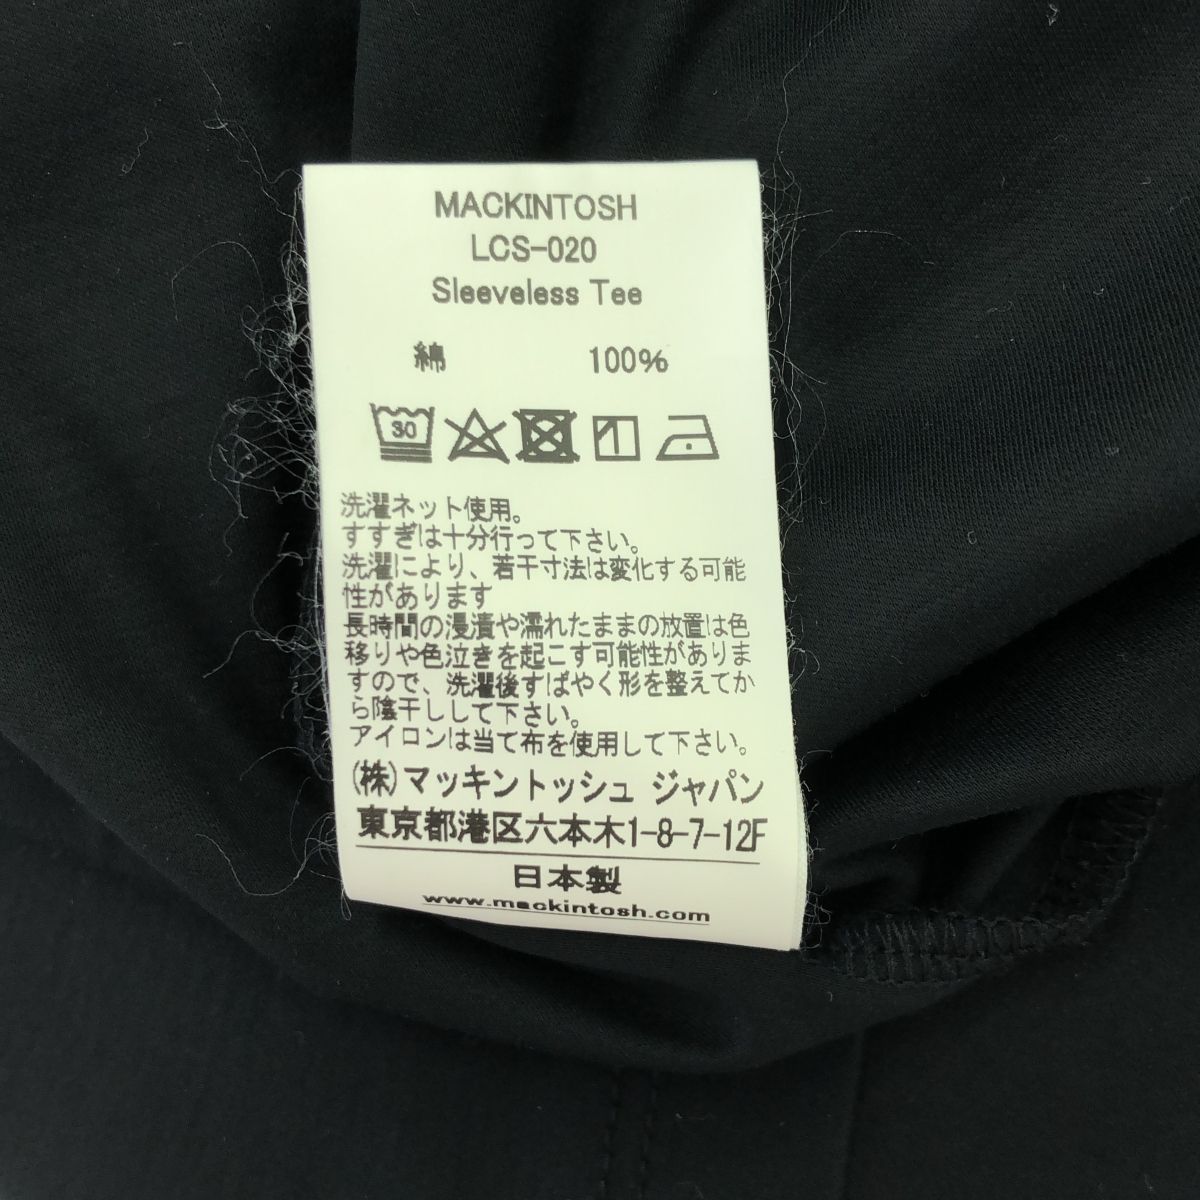 MACKINTOSH
LCS-020
Sleeveless Tee
綿 100%
30
洗濯ネット使用。
すすぎは十分行って下さい。
洗濯により、若干寸法は変化する可能
性があります
長時間の浸漬や濡れたままの放置は色
移りや色泣きを起こす可能性がありま
すので、洗濯後すばやく形を整えてか
ら陰干しして下さい。
アイロンは当て布を使用して下さい。
(株)マッキントッシュ ジャパン
東京都港区六本木1-8-7-12F
日本製
www.mackintosh.com